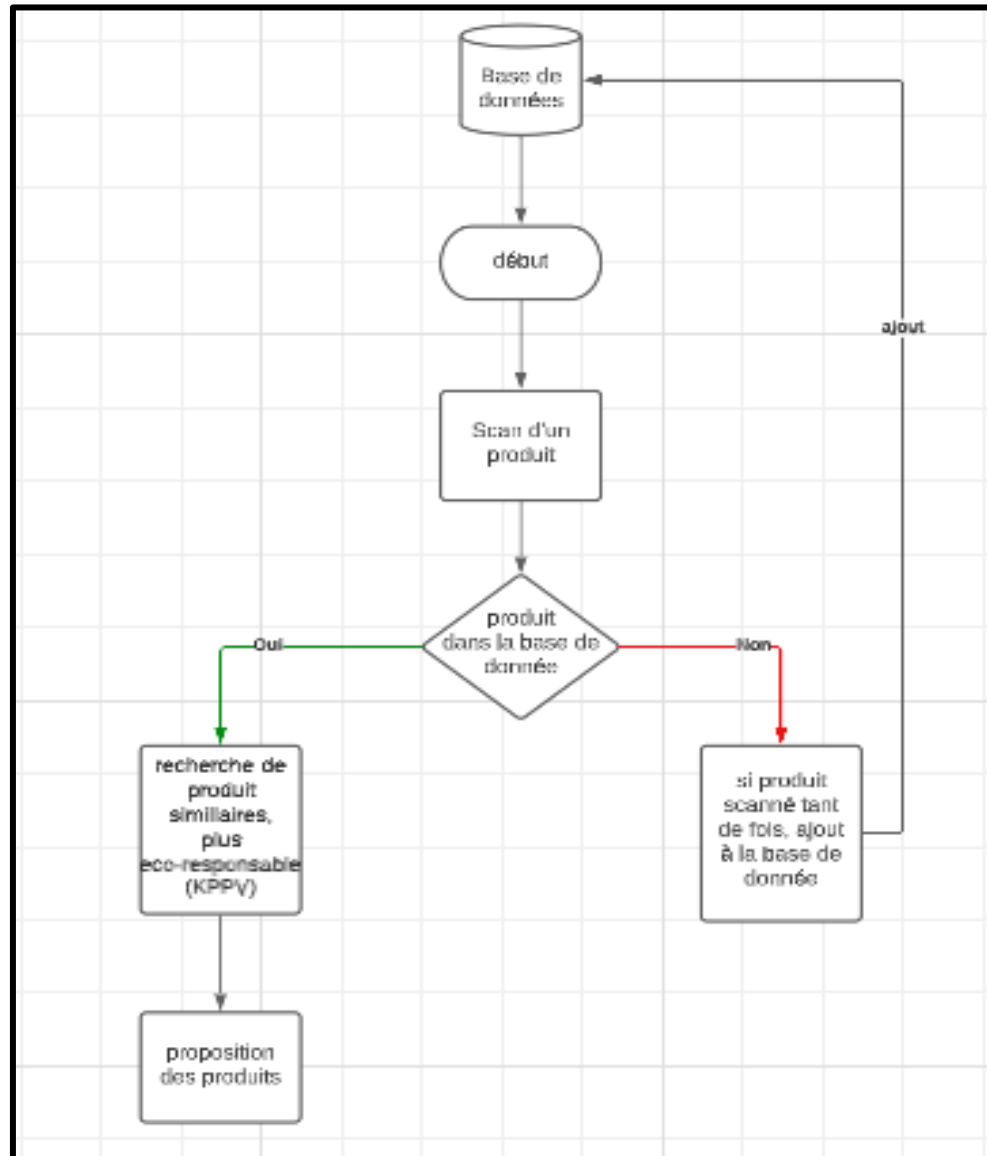 Base de
données
début
ajout
Scan d'un
produit
produit
dans la base de
donnée
Oui
Non
recherche de
produit
similaires,
plus
eco-responsable
(KPPV)
si produit
scanné tant
de fois, ajout
à la base de
donnée
proposition
des produits